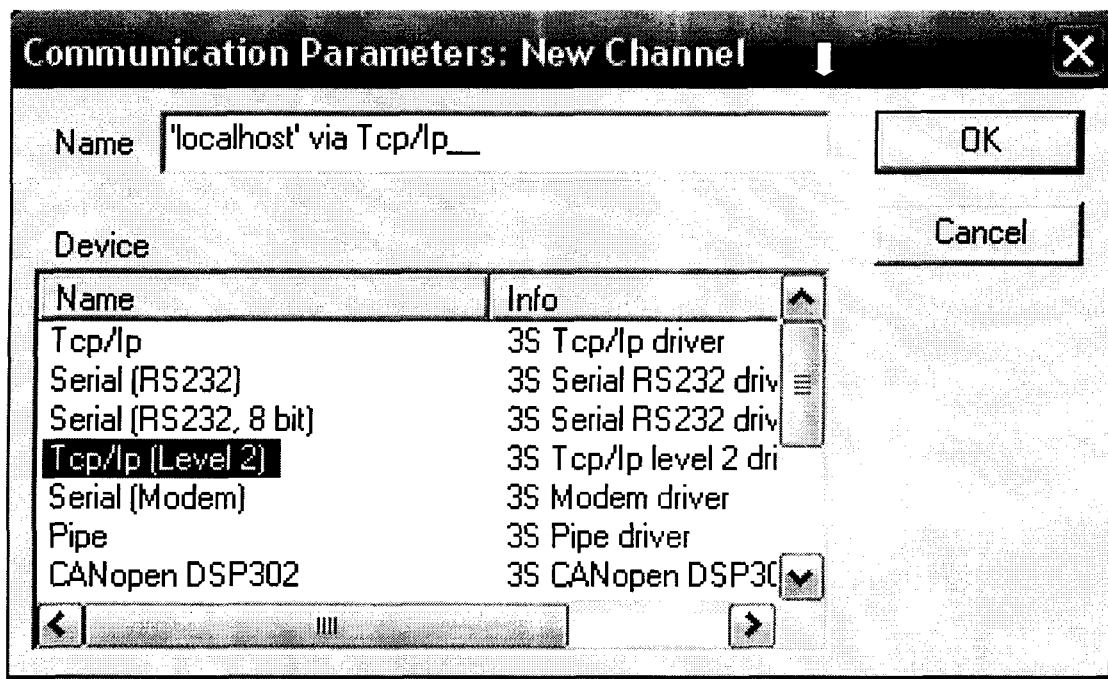 Communication Parameters: New Channel
Name 'localhost' via Tcp/Ip__ OK
Cancel
Device
Name Info
Tcp/Ip 3S Tcp/Ip driver
Serial (RS232) 3S Serial RS232 driv
Serial (RS232, 8 bit) 3S Serial RS232 driv
Tcp/Ip (Level 2) 3S Tcp/Ip level 2 dri
Serial (Modem) 3S Modem driver
Pipe 3S Pipe driver
CANopen DSP302 3S CANopen DSP30